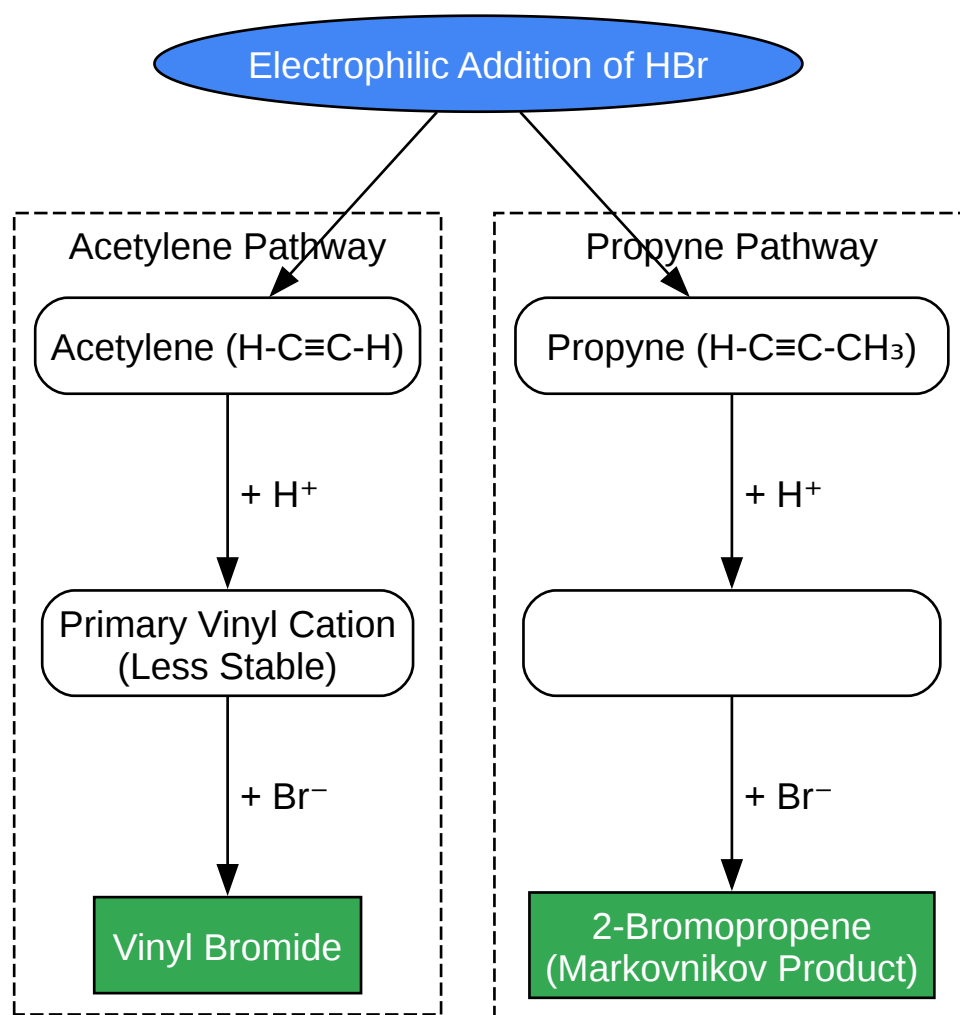 Electrophilic Addition of HBr
Acetylene Pathway
Acetylene (H-C≡C-H)
+ H⁺
Primary Vinyl Cation
(Less Stable)
+ Br⁻
Vinyl Bromide
Propyne Pathway
Propyne (H-C≡C-CH₃)
+ H⁺
+ Br⁻
2-Bromopropene
(Markovnikov Product)